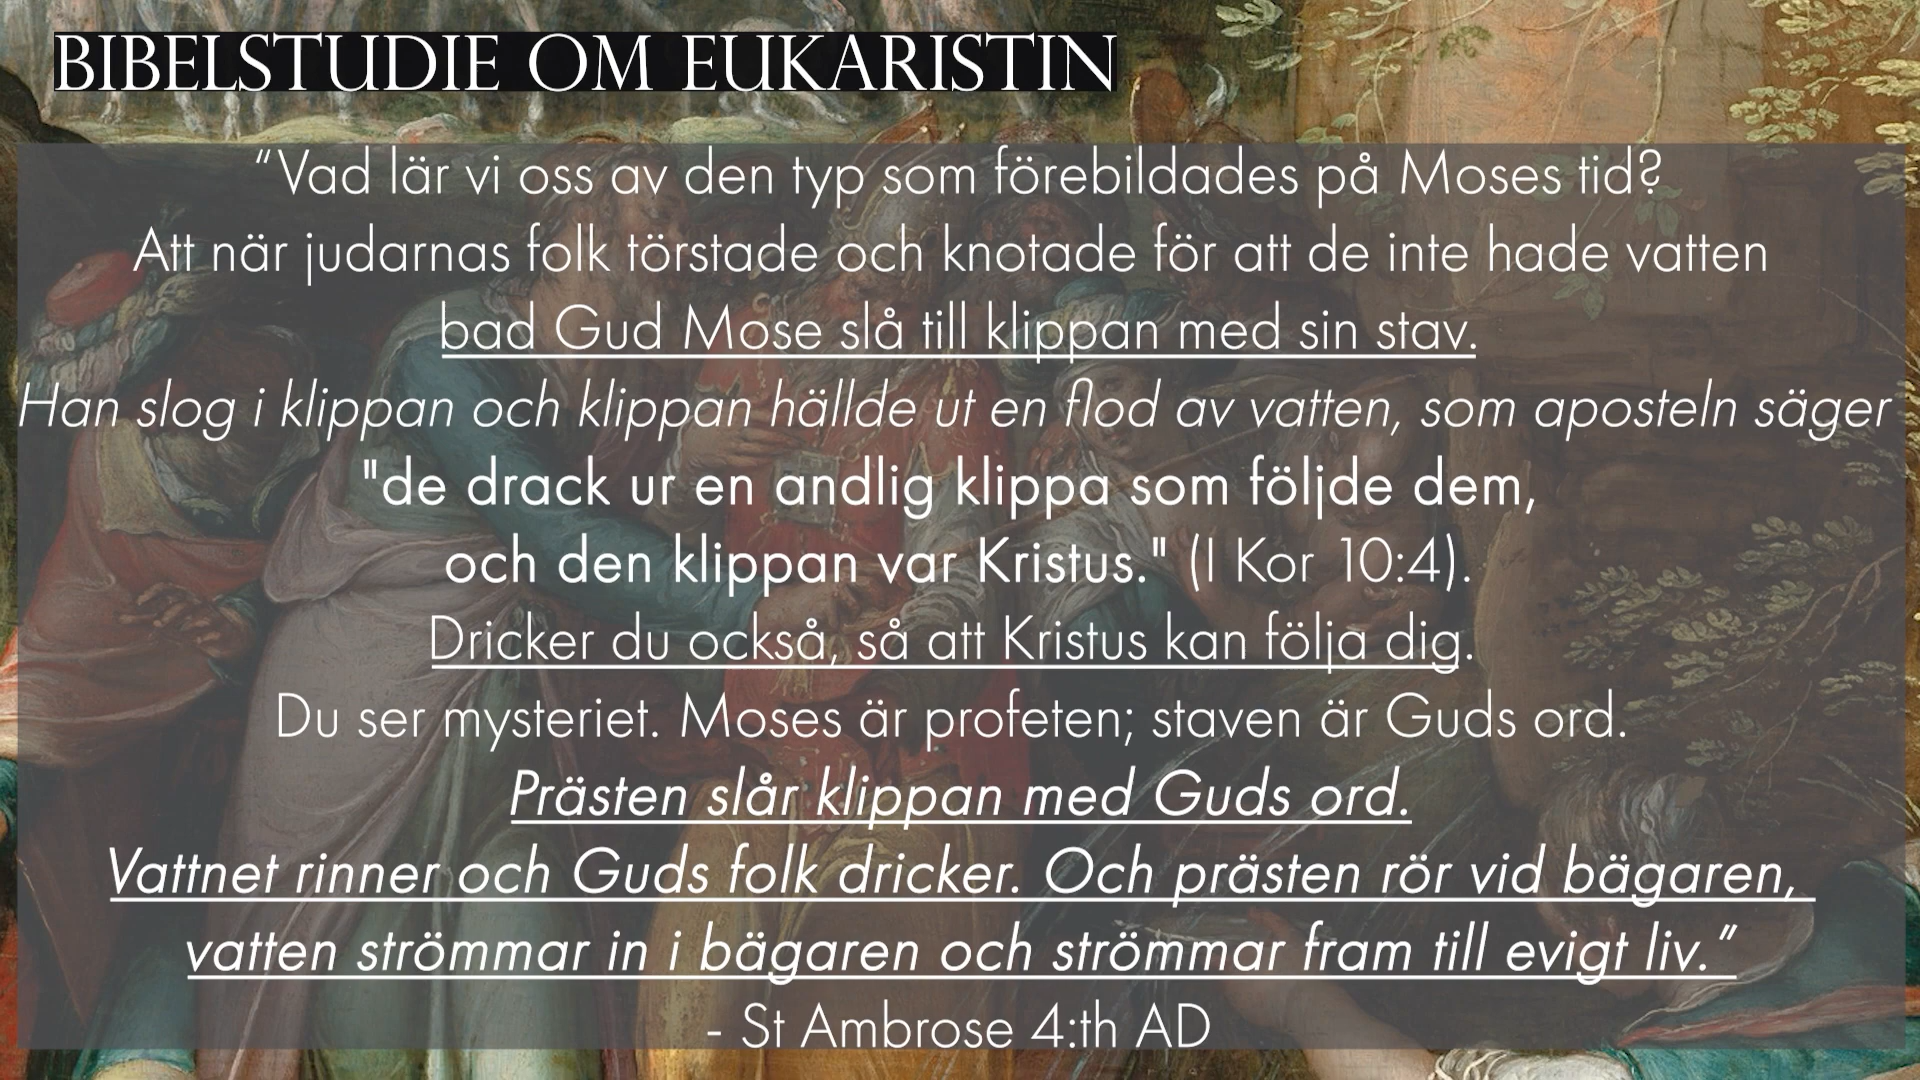 BIBELSTUDIE OM EUKARISTIN
“Vad lär vi oss av den typ som förebildades på Moses tid?
Att när judarnas folk törstade och knotade för att de inte hade vatten
bad Gud Mose slå till klippan med sin stav.
Han slog i klippan och klippan hällde ut en flod av vatten, som aposteln säger
"de drack ur en andlig klippa som följde dem,
och den klippan var Kristus." (I Kor 10:4).
Dricker du också, så att Kristus kan följa dig.
Du ser mysteriet. Moses är profeten; staven är Guds ord.
Prästen slår klippan med Guds ord.
Vattnet rinner och Guds folk dricker. Och prästen rör vid bägaren,
vatten strömmar in i bägaren och strömmar fram till evigt liv.”
- St Ambrose 4:th AD